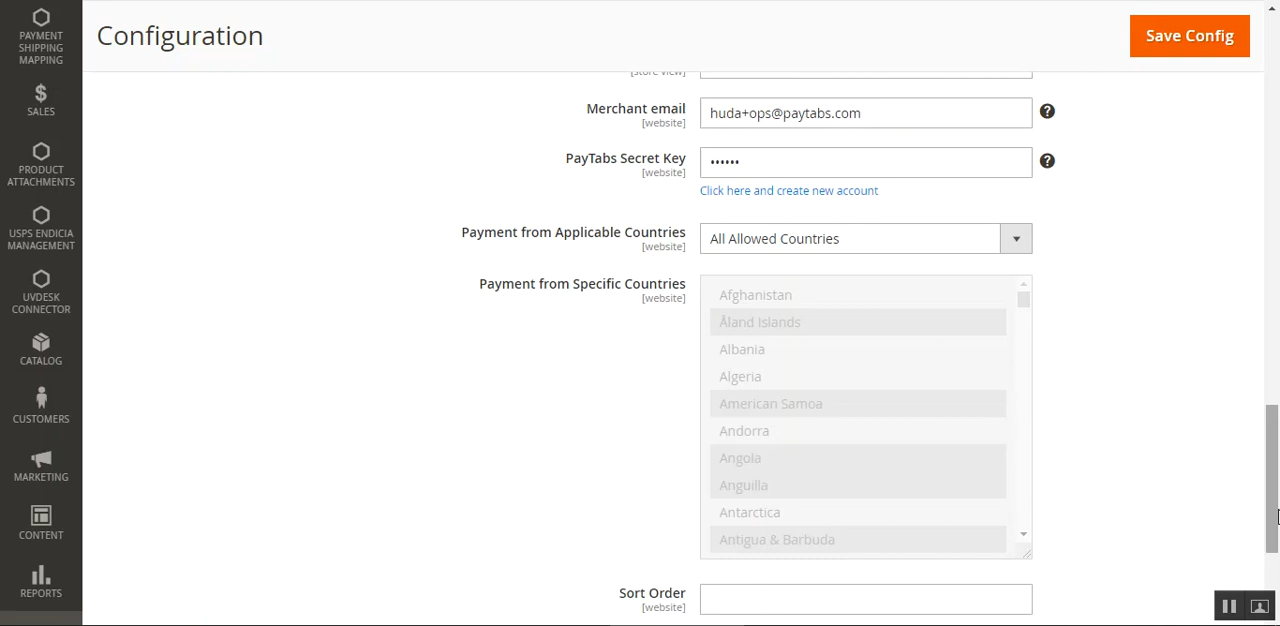 PAYMENT
SHIPPING
MAPPING
SALES
PRODUCT
ATTACHMENTS
USPS ENDICIA
MANAGEMENT
UVDESK
CONNECTOR
CATALOG
CUSTOMERS
MARKETING
CONTENT
REPORTS
Configuration
Save Config
[store view]
Merchant email
[website]
huda+ops@paytabs.com
PayTabs Secret Key
[website]
••••••
Click here and create new account
Payment from Applicable Countries
[website]
All Allowed Countries
Payment from Specific Countries
[website]
Afghanistan
Åland Islands
Albania
Algeria
American Samoa
Andorra
Angola
Anguilla
Antarctica
Antigua & Barbuda
Sort Order
[website]